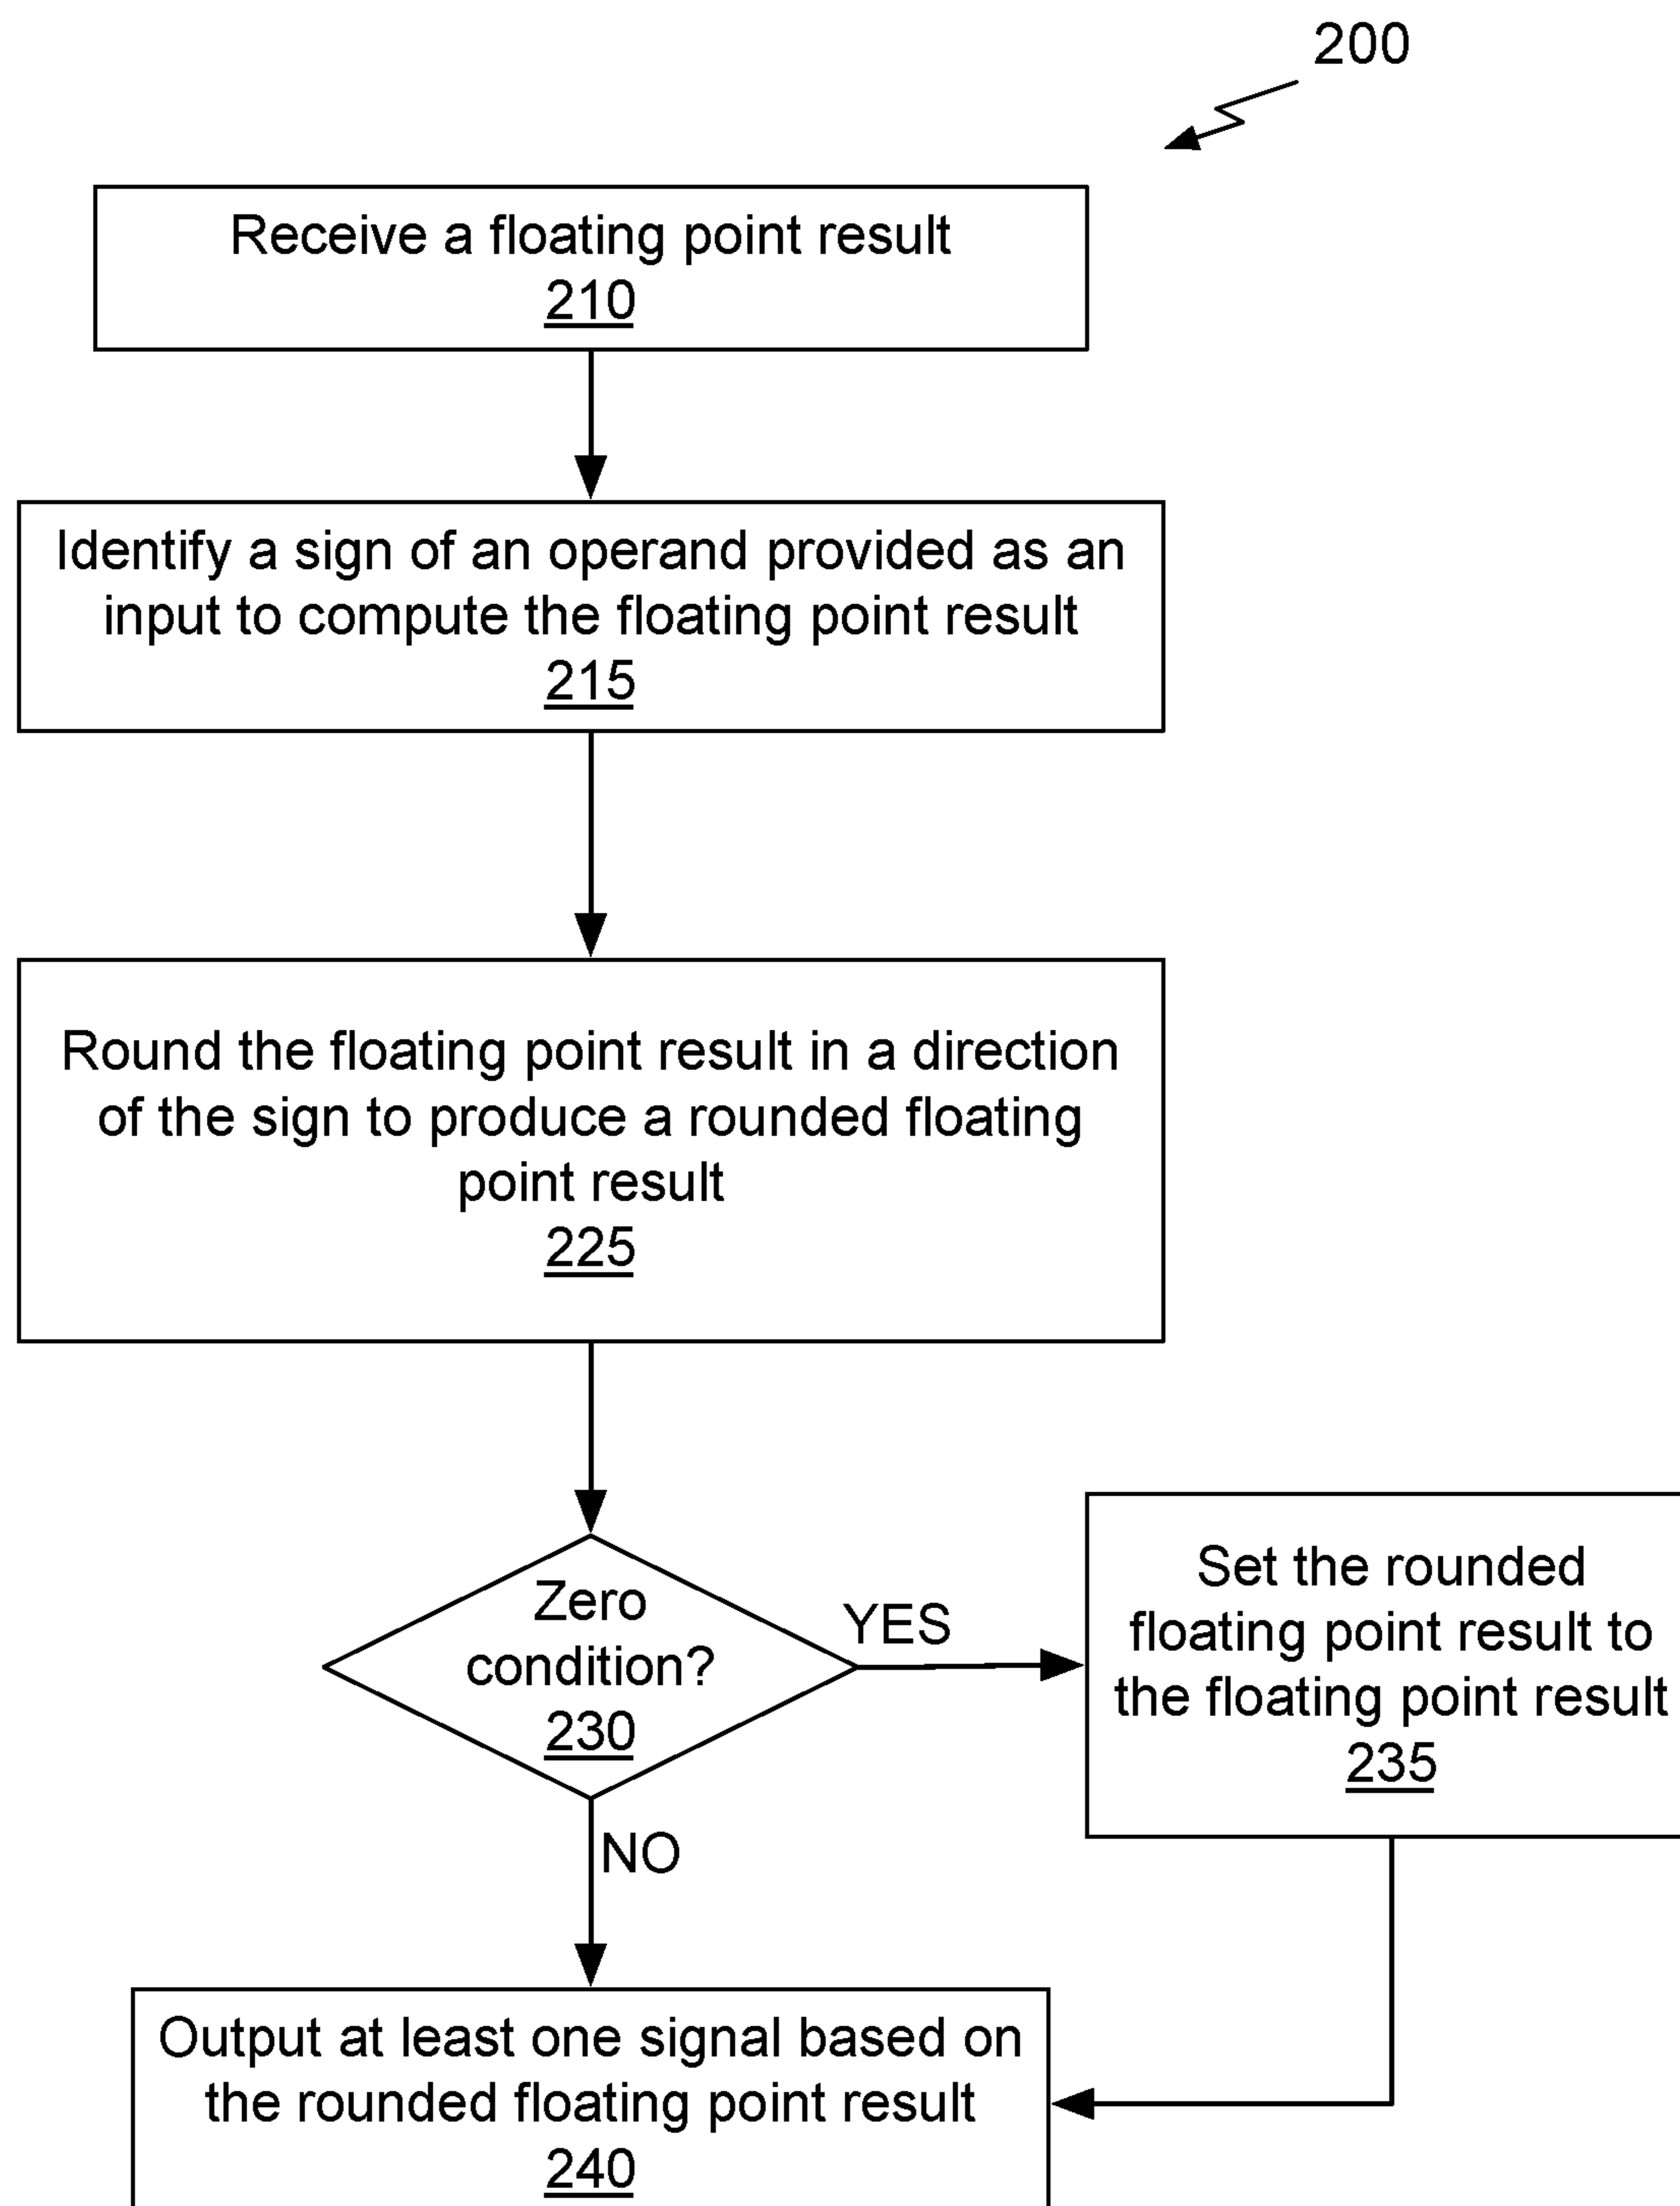 200
Receive a floating point result
210
Identify a sign of an operand provided as an
input to compute the floating point result
215
Round the floating point result in a direction
of the sign to produce a rounded floating
point result
225
Zero
condition?
230
YES
Set the rounded
floating point result to
the floating point result
235
NO
Output at least one signal based on
the rounded floating point result
240